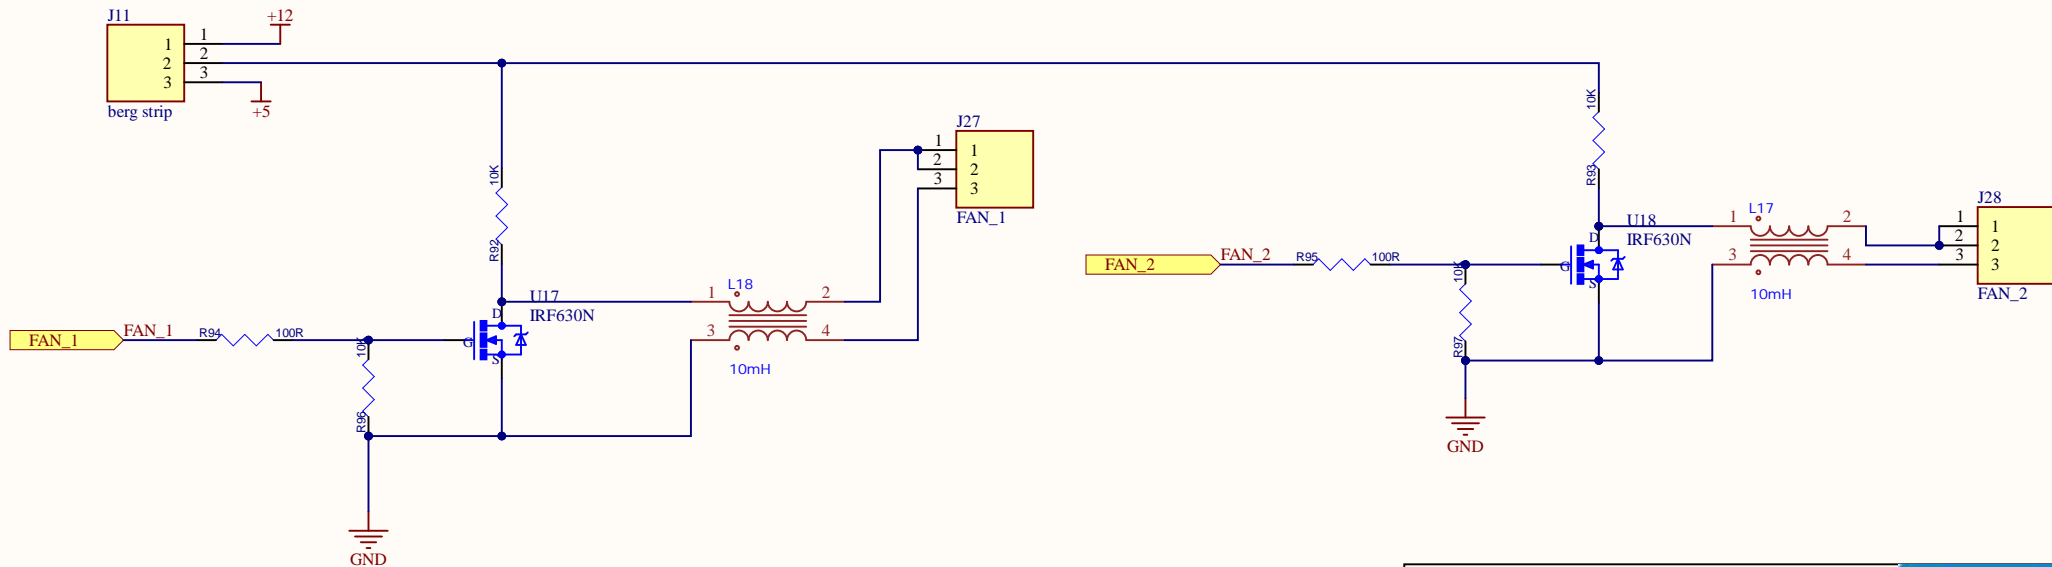 J11
+12
1 1
2 2
3 3
berg strip
+5
10K
R92
J27
1 1
2 2
3 3
FAN_1
FAN_1
FAN_1
R94
100R
10K
R96
U17
IRF630N
D
G
S
L18
1
2
3
4
10mH
GND
10K
R93
FAN_2
FAN_2
R95
100R
10K
R97
U18
IRF630N
D
G
S
L17
1
2
3
4
10mH
J28
1 1
2 2
3 3
FAN_2
GND